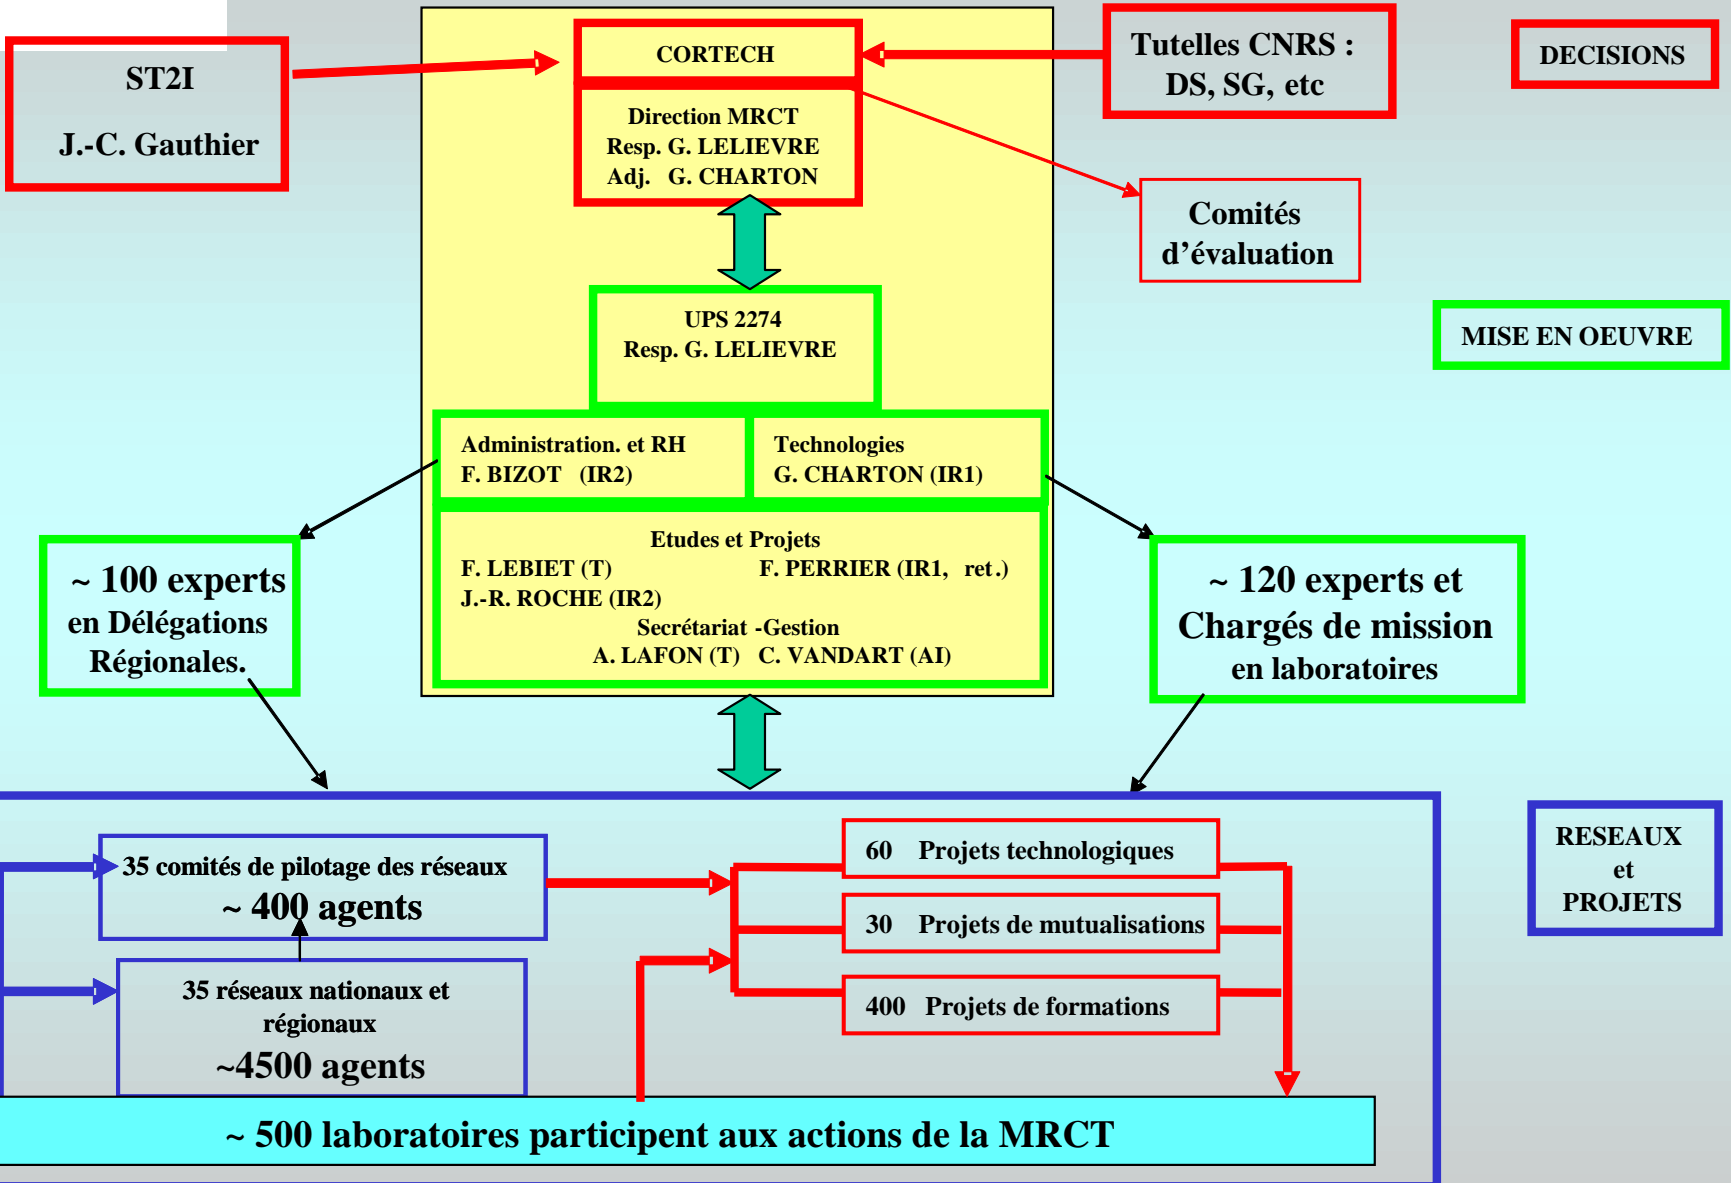 ST2I
J.-C. Gauthier
CORTECH
Direction MRCT
Resp. G. LELIEVRE
Adj. G. CHARTON
Tutelles CNRS :
DS, SG, etc
DECISIONS
Comités
d’évaluation
UPS 2274
Resp. G. LELIEVRE
MISE EN OEUVRE
Administration. et RH
F. BIZOT (IR2)
Technologies
G. CHARTON (IR1)
Etudes et Projets
F. LEBIET (T) F. PERRIER (IR1, ret.)
J.-R. ROCHE (IR2)
Secrétariat -Gestion
A. LAFON (T) C. VANDART (AI)
~ 100 experts
en Délégations
Régionales.
~ 120 experts et
Chargés de mission
en laboratoires
35 comités de pilotage des réseaux
~ 400 agents
35 réseaux nationaux et
régionaux
~4500 agents
60 Projets technologiques
30 Projets de mutualisations
400 Projets de formations
RESEAUX
et
PROJETS
~ 500 laboratoires participent aux actions de la MRCT